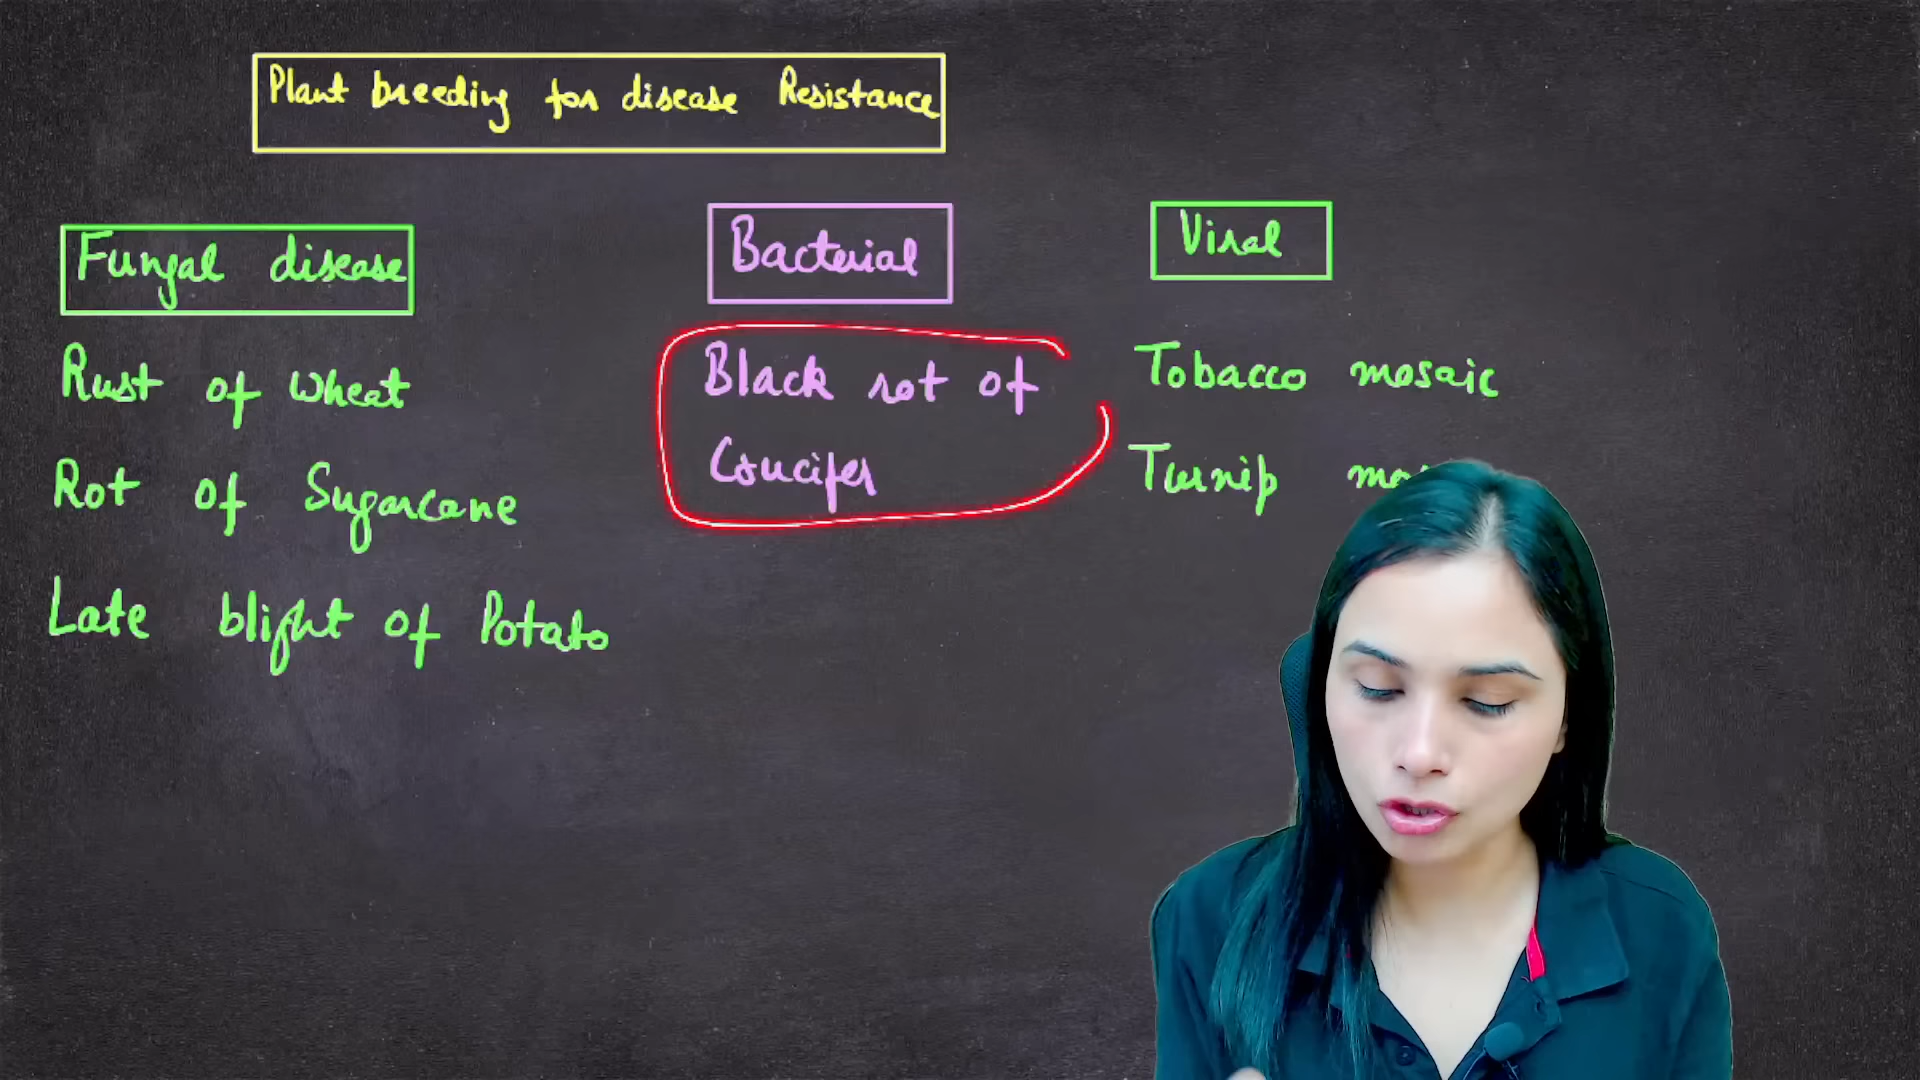 Plant breeding for disease Resistance
Fungal disease
Rust of wheat
Rot of Sugarcane
Late blight of Potato
Bacterial
Black rot of
Crucifer
Viral
Tobacco mosaic
Turnip